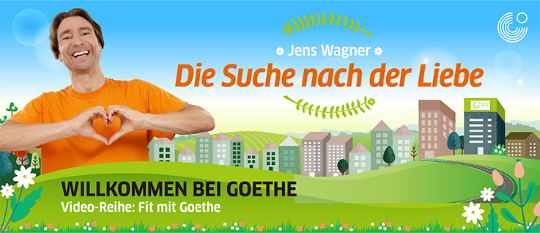 Jens Wagner
Die Suche nach der Liebe
WILLKOMMEN BEI GOETHE
Video-Reihe: Fit mit Goethe